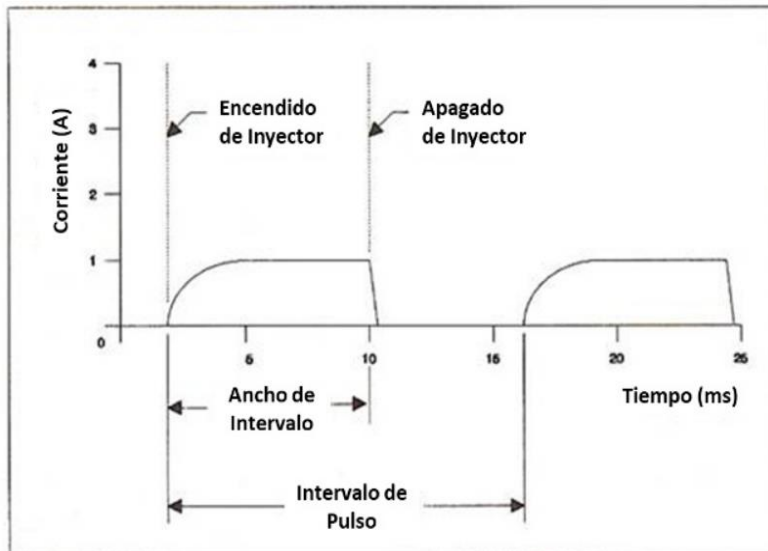 4
3
2
1
0
Corriente (A)
Encendido
de Inyector
Apagado
de Inyector
5
10
15
20
25
Tiempo (ms)
Ancho de
Intervalo
Intervalo de
Pulso